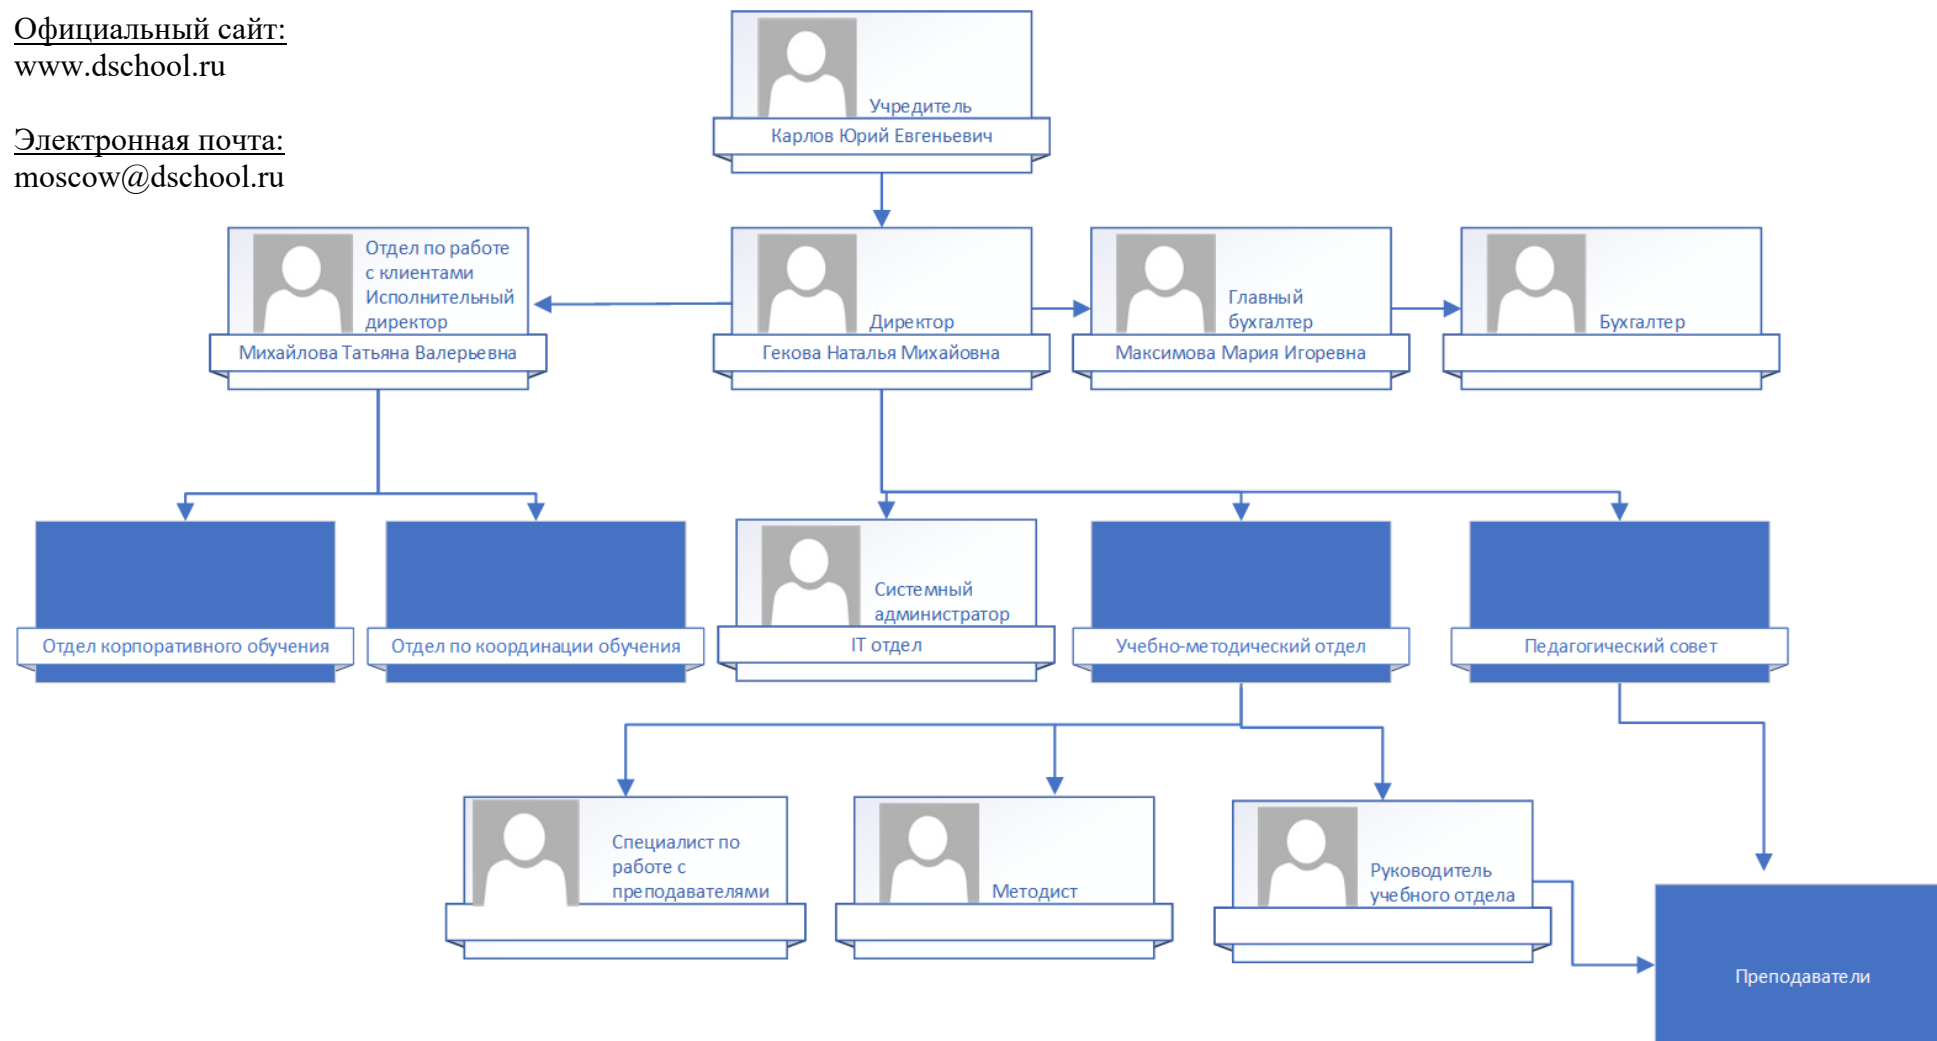 Официальный сайт:
www.dschool.ru
Электронная почта:
moscow@dschool.ru
Учредитель
Карлов Юрий Евгеньевич
Отдел по работе
с клиентами
Исполнительный
директор
Михайлова Татьяна Валерьевна
Директор
Гекова Наталья Михайовна
Главный
бухгалтер
Максимова Мария Игоревна
Бухгалтер
Отдел корпоративного обучения
Отдел по координации обучения
Системный
администратор
IT отдел
Учебно-методический отдел
Педагогический совет
Специалист по
работе с
преподавателями
Методист
Руководитель
учебного отдела
Преподаватели